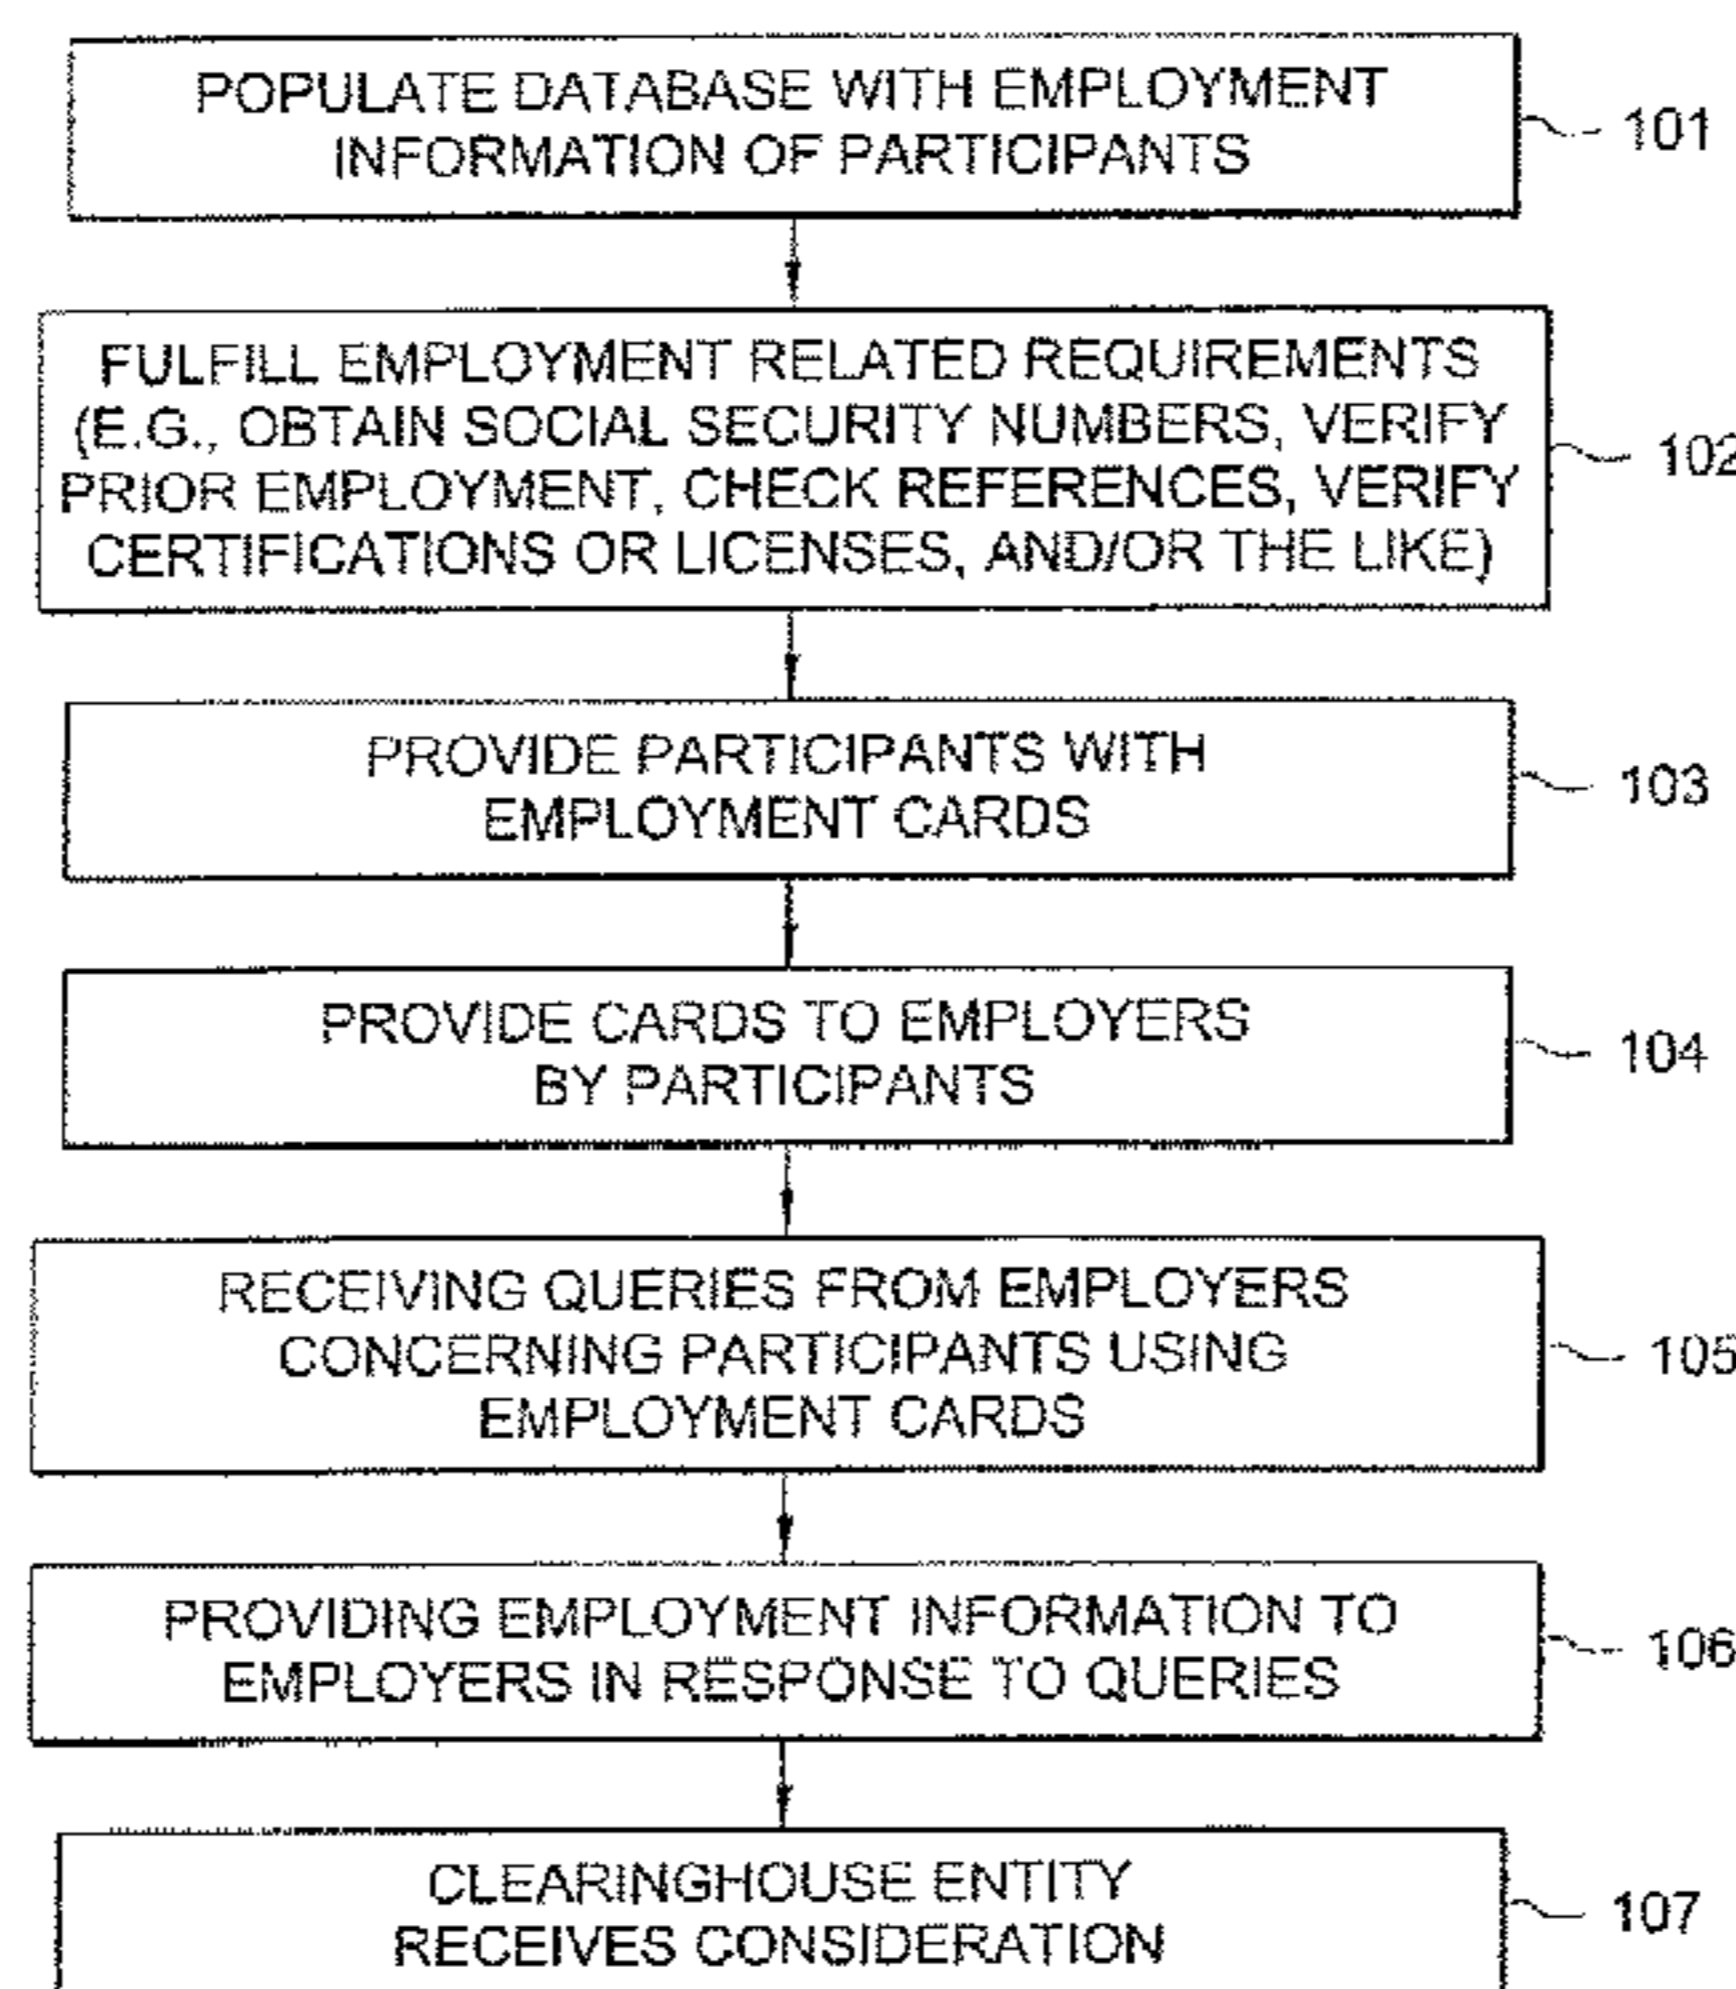 POPULATE DATABASE WITH EMPLOYMENT
INFORMATION OF PARTICIPANTS
101
FULFILL EMPLOYMENT RELATED REQUIREMENTS
(E.G., OBTAIN SOCIAL SECURITY NUMBERS, VERIFY
PRIOR EMPLOYMENT, CHECK REFERENCES, VERIFY
CERTIFICATIONS OR LICENSES, AND/OR THE LIKE)
102
PROVIDE PARTICIPANTS WITH
EMPLOYMENT CARDS
103
PROVIDE CARDS TO EMPLOYERS
BY PARTICIPANTS
104
RECEIVING QUERIES FROM EMPLOYERS
CONCERNING PARTICIPANTS USING
EMPLOYMENT CARDS
105
PROVIDING EMPLOYMENT INFORMATION TO
EMPLOYERS IN RESPONSE TO QUERIES
106
CLEARINGHOUSE ENTITY
RECEIVES CONSIDERATION
107